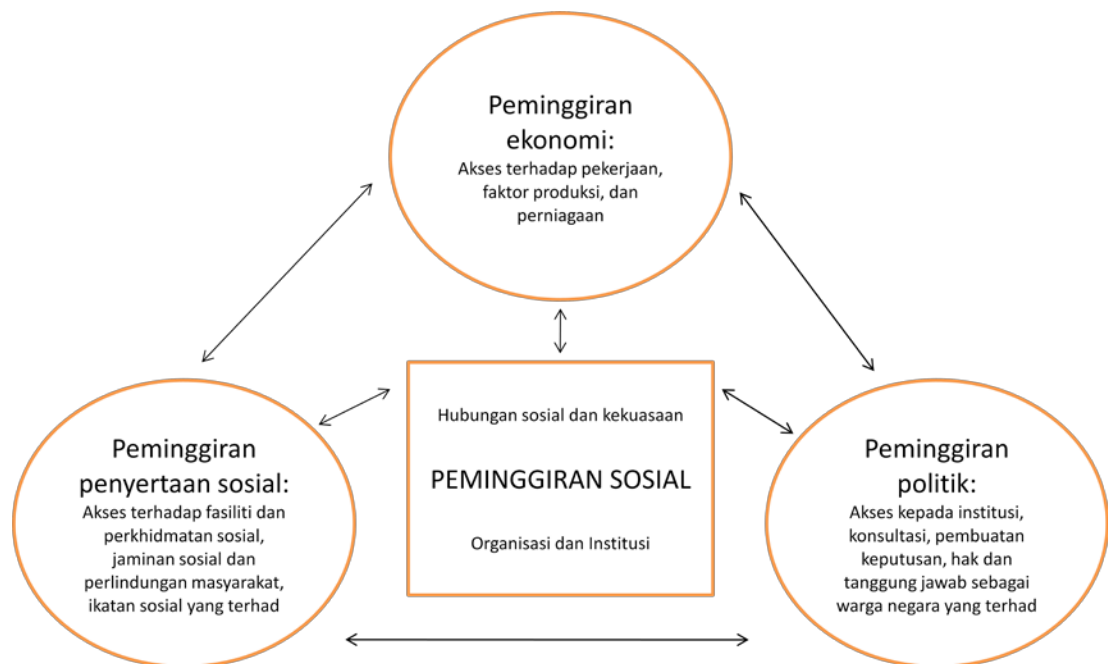 Peminggiran
ekonomi:
Akses terhadap pekerjaan,
faktor produksi, dan
perniagaan
Hubungan sosial dan kekuasaan
PEMINGGIRAN SOSIAL
Organisasi dan Institusi
Peminggiran
penyertaan sosial:
Akses terhadap fasiliti dan
perkhidmatan sosial,
jaminan sosial dan
perlindungan masyarakat,
ikatan sosial yang terhad
Peminggiran
politik:
Akses kepada institusi,
konsultasi, pembuatan
keputusan, hak dan
tanggung jawab sebagai
warga negara yang terhad